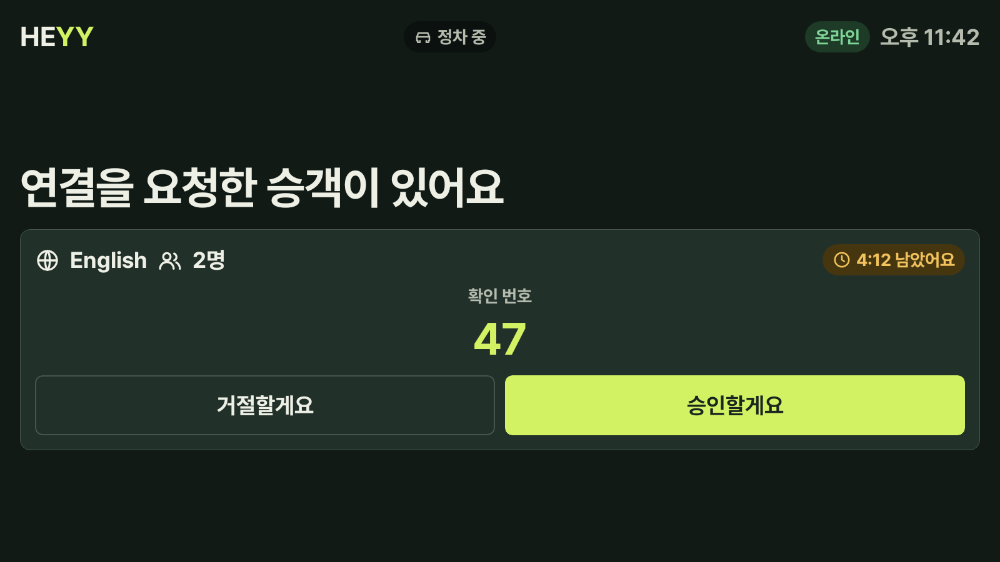 HEYY
정차 중
온라인 오후 11:42
연결을 요청한 승객이 있어요
English 2명
4:12 남았어요
확인 번호
47
거절할게요
승인할게요